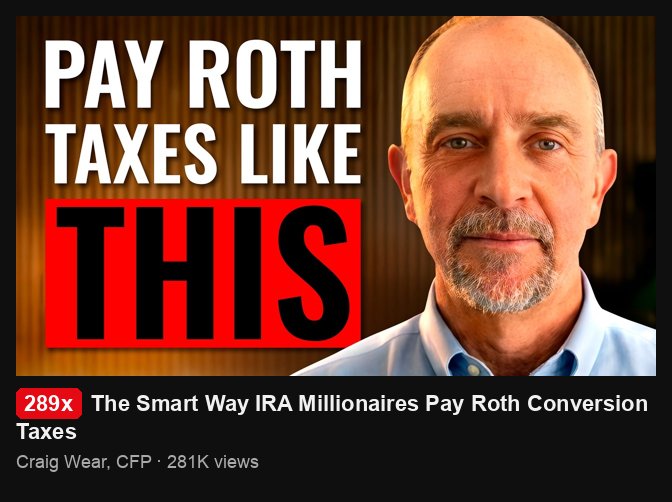 PAY ROTH
TAXES LIKE
THIS
289x The Smart Way IRA Millionaires Pay Roth Conversion
Taxes
Craig Wear, CFP · 281K views